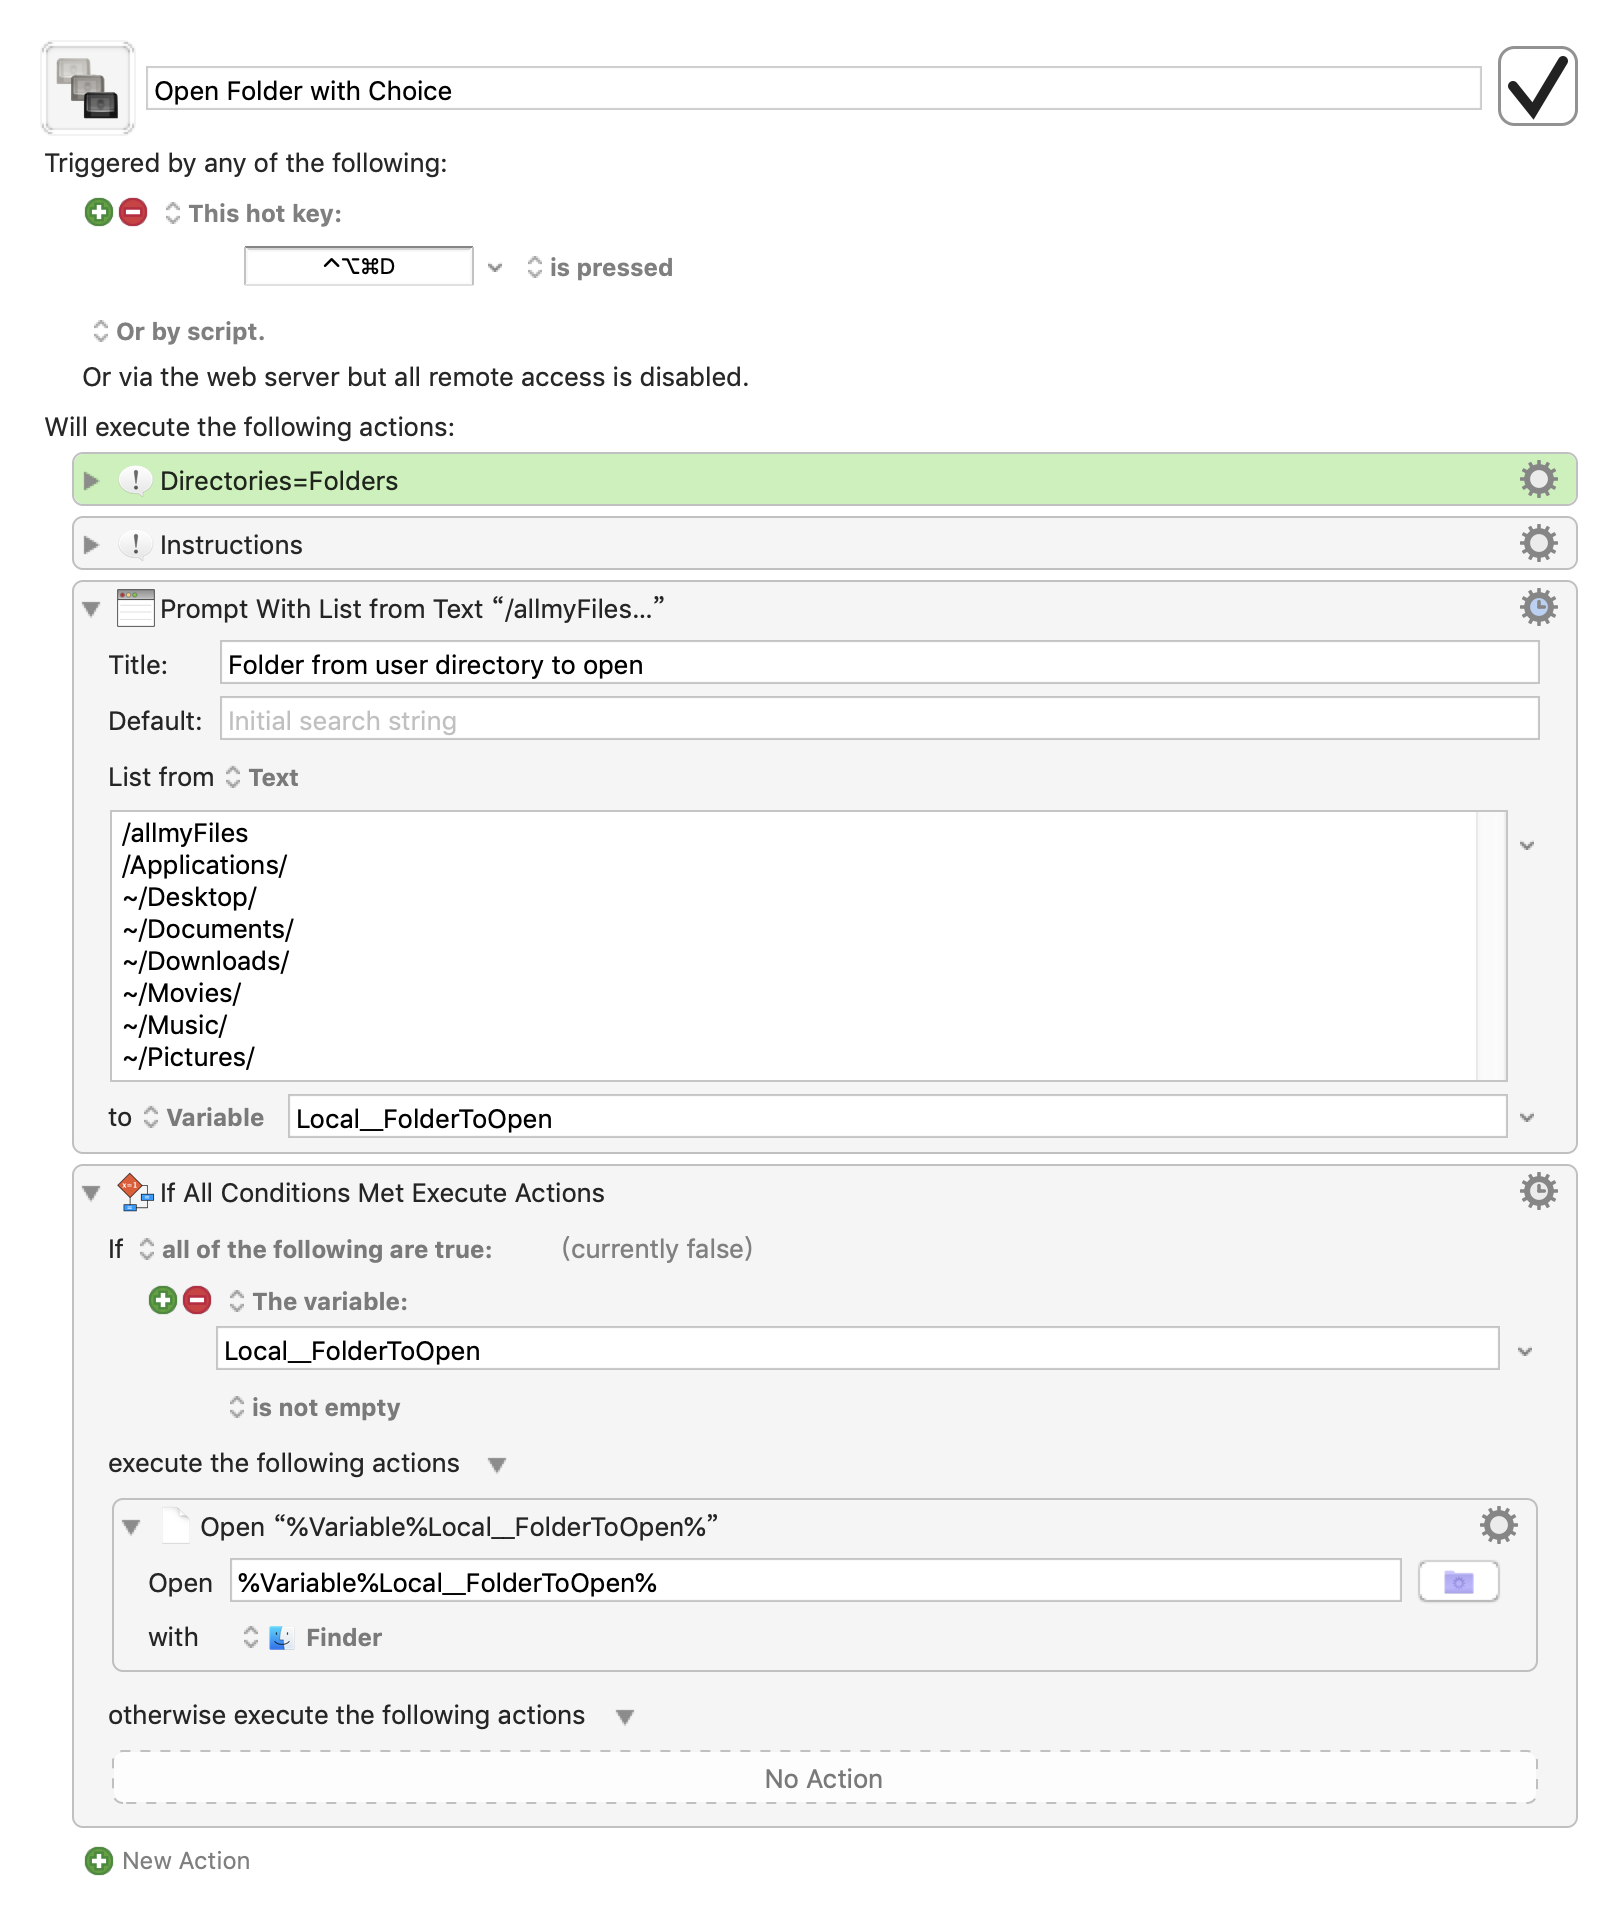 Open Folder with Choice
Triggered by any of the following:
This hot key:
^⌥⌘D is pressed
Or by script.
Or via the web server but all remote access is disabled.
Will execute the following actions:
Directories=Folders
Instructions
Prompt With List from Text “/allmyFiles…”
Title: Folder from user directory to open
Default: Initial search string
List from Text
/allmyFiles
/Applications/
~/Desktop/
~/Documents/
~/Downloads/
~/Movies/
~/Music/
~/Pictures/
to Variable Local__FolderToOpen
If All Conditions Met Execute Actions
If all of the following are true: (currently false)
The variable:
Local__FolderToOpen
is not empty
execute the following actions
Open “%Variable%Local__FolderToOpen%”
Open %Variable%Local__FolderToOpen%
with Finder
otherwise execute the following actions
No Action
New Action